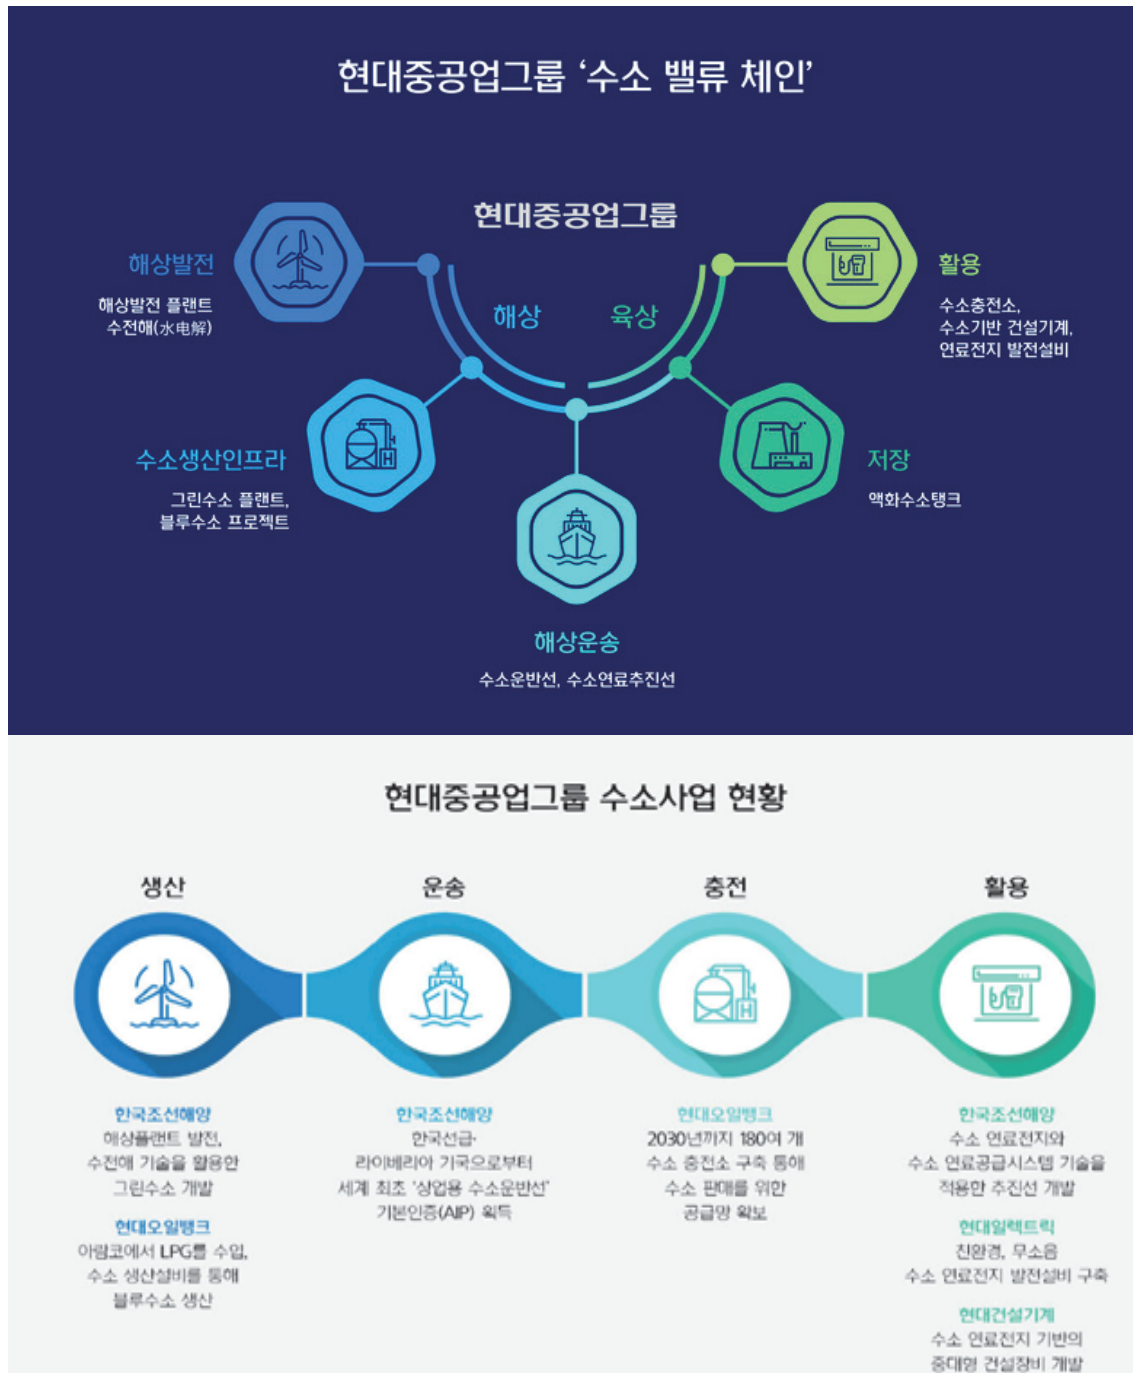 현대중공업그룹 ‘수소 밸류 체인’
현대중공업그룹
해상
육상
해상발전
해상발전 플랜트
수전해(水电解)
수소생산인프라
그린수소 플랜트,
블루수소 프로젝트
해상운송
수소운반선, 수소연료추진선
저장
액화수소탱크
활용
수소충전소,
수소기반 건설기계,
연료전지 발전설비
현대중공업그룹 수소사업 현황
생산
한국조선해양
해상플랜트 발전,
수전해 기술을 활용한
그린수소 개발
현대오일뱅크
아람코에서 LPG를 수입,
수소 생산설비를 통해
블루수소 생산
운송
한국조선해양
한국선급·
라이베리아 기국으로부터
세계 최초 ‘상업용 수소운반선’
기본인증(AIP) 획득
충전
현대오일뱅크
2030년까지 180여 개
수소 충전소 구축 통해
수소 판매를 위한
공급망 확보
활용
한국조선해양
수소 연료전지와
수소 연료공급시스템 기술을
적용한 추진선 개발
현대일렉트릭
친환경, 무소음
수소 연료전지 발전설비 구축
현대건설기계
수소 연료전지 기반의
중대형 건설장비 개발